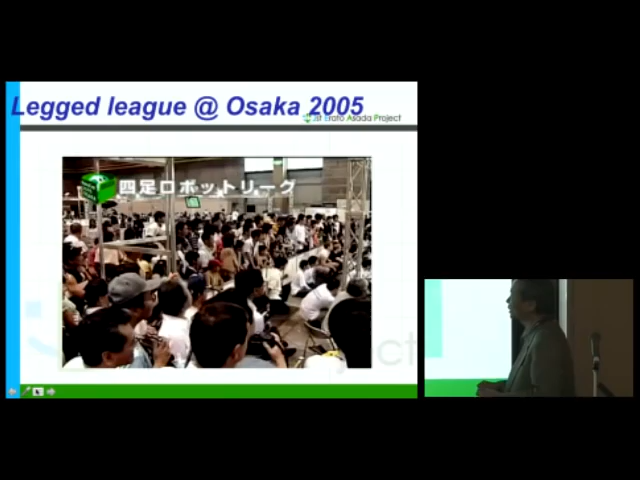 Legged league @ Osaka 2005
Jst Erato Asada Project
四足ロボットリーグ